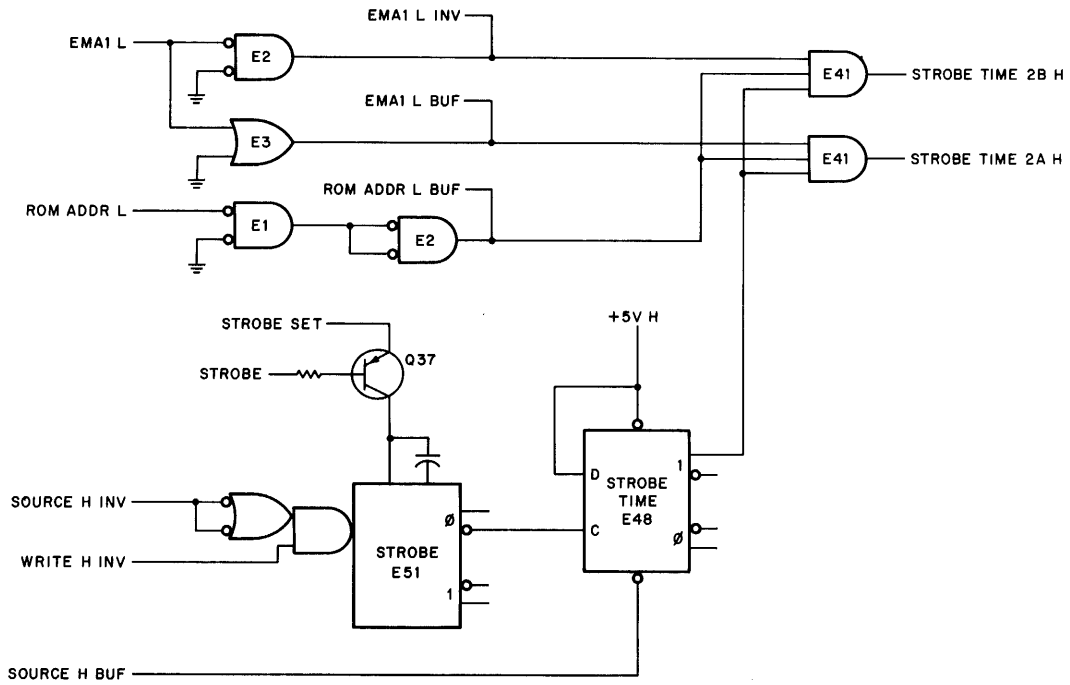 EMA1 L INV
EMA1 L
E2
E41
STROBE TIME 2B H
EMA1 L BUF
E3
E41
STROBE TIME 2A H
ROM ADDR L BUF
ROM ADDR L
E1
E2
STROBE SET
+5V H
Q37
STROBE
D
1
STROBE
TIME
E48
SOURCE H INV
Ø
C
Ø
WRITE H INV
STROBE
E51
1
SOURCE H BUF